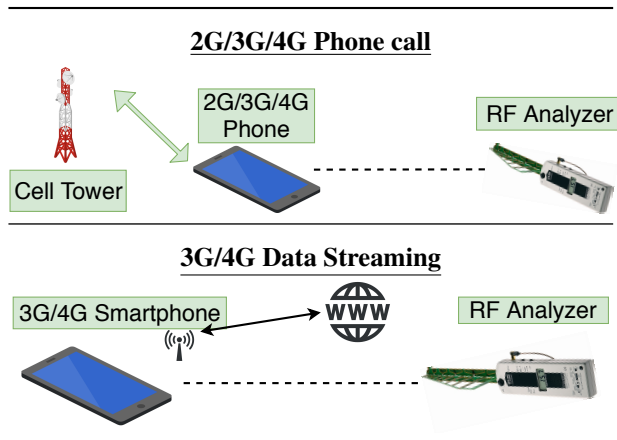 2G/3G/4G Phone call
2G/3G/4G
Phone
RF Analyzer
Cell Tower
3G/4G Data Streaming
3G/4G Smartphone
WWW
RF Analyzer